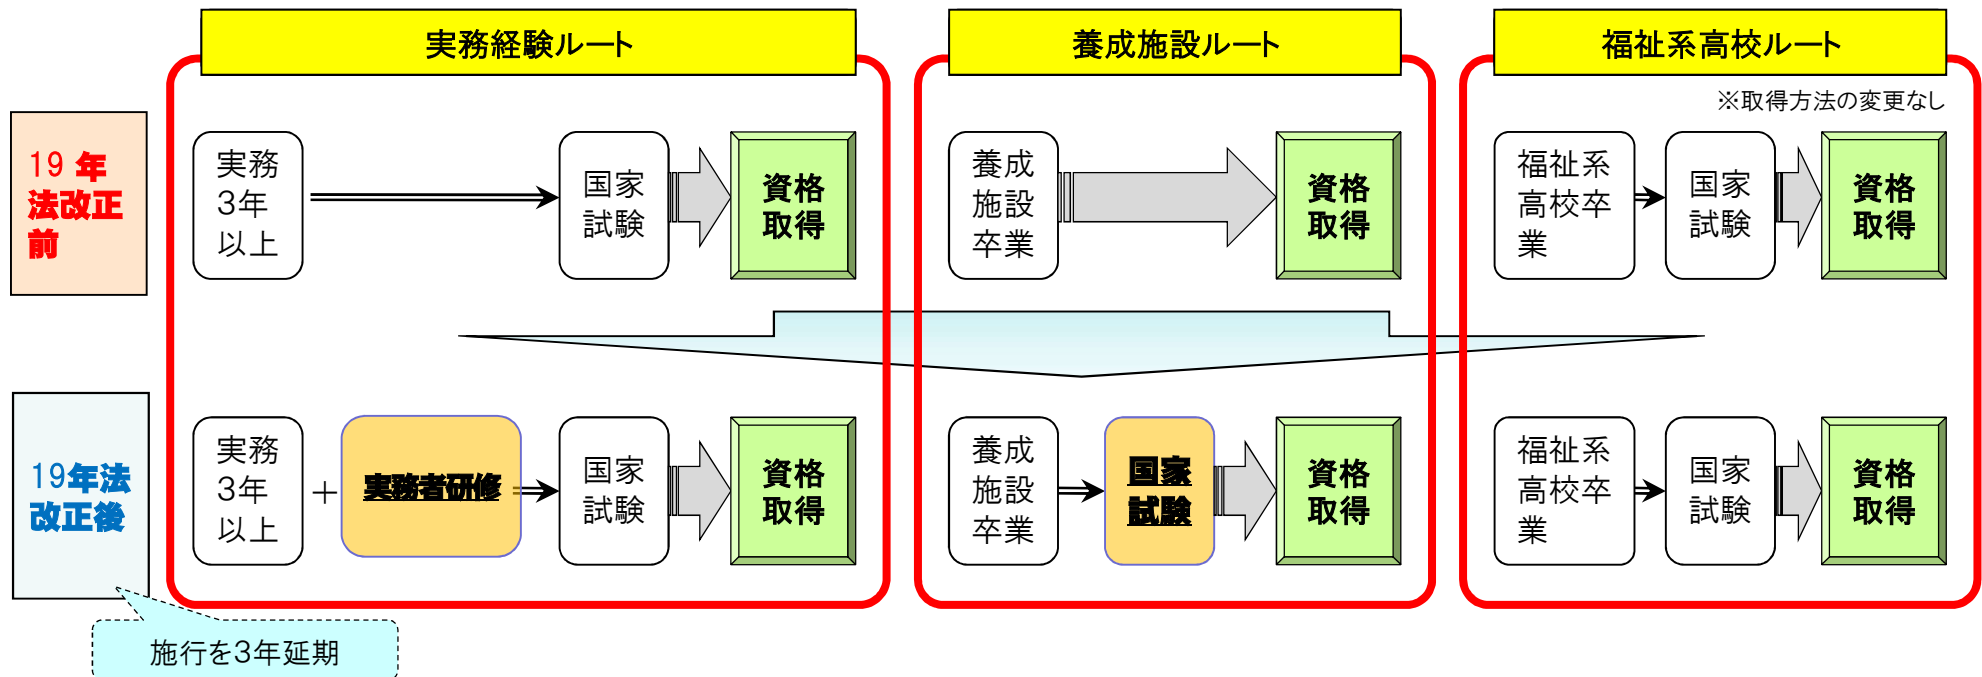 実務経験ルート
養成施設ルート
福祉系高校ルート
※取得方法の変更なし
19 年
法改正
前
実務
3年
以上
国家
試験
資格
取得
養成
施設
卒業
資格
取得
福祉系
高校卒
業
国家
試験
資格
取得
19年法
改正後
実務
3年
以上
+
実務者研修
国家
試験
資格
取得
養成
施設
卒業
国家
試験
資格
取得
福祉系
高校卒
業
国家
試験
資格
取得
施行を3年延期